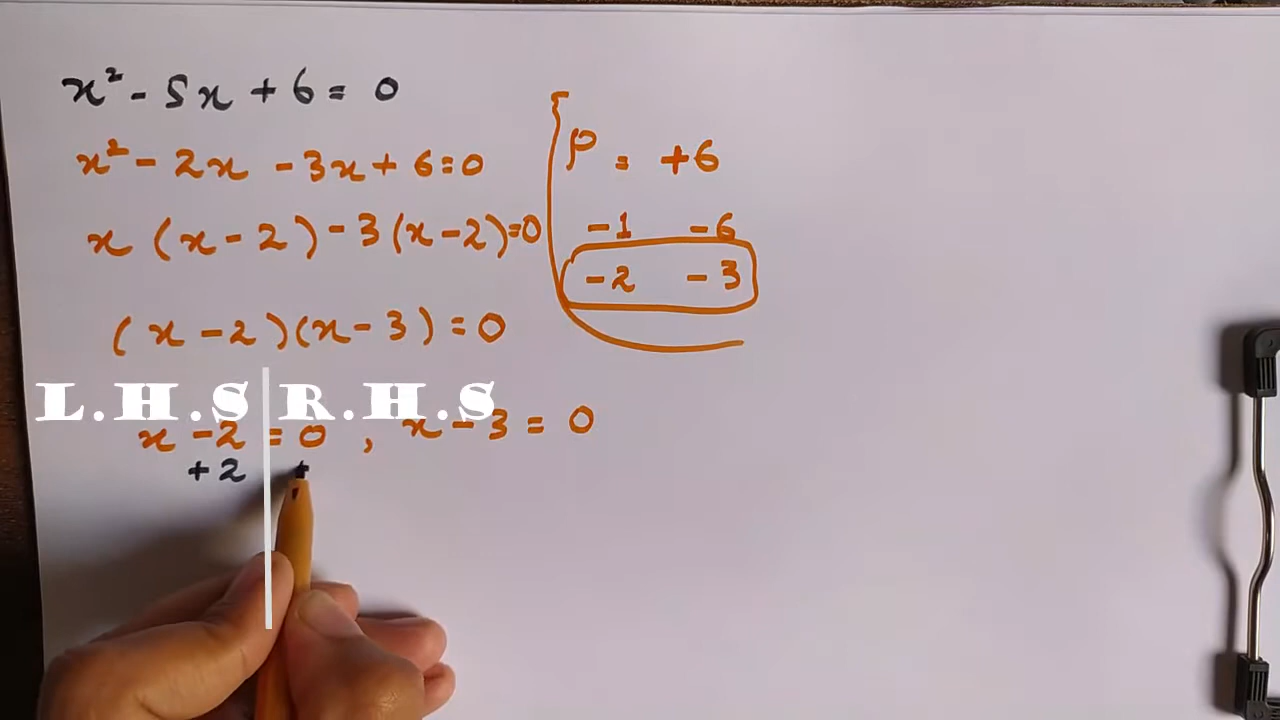 x² - 5x + 6 = 0
x² - 2x - 3x + 6 = 0
x (x - 2) - 3 (x - 2) = 0
(x - 2)(x - 3) = 0
L.H.S R.H.S
x - 2 = 0 , x - 3 = 0
+ 2 +
P = +6
-1 -6
-2 -3